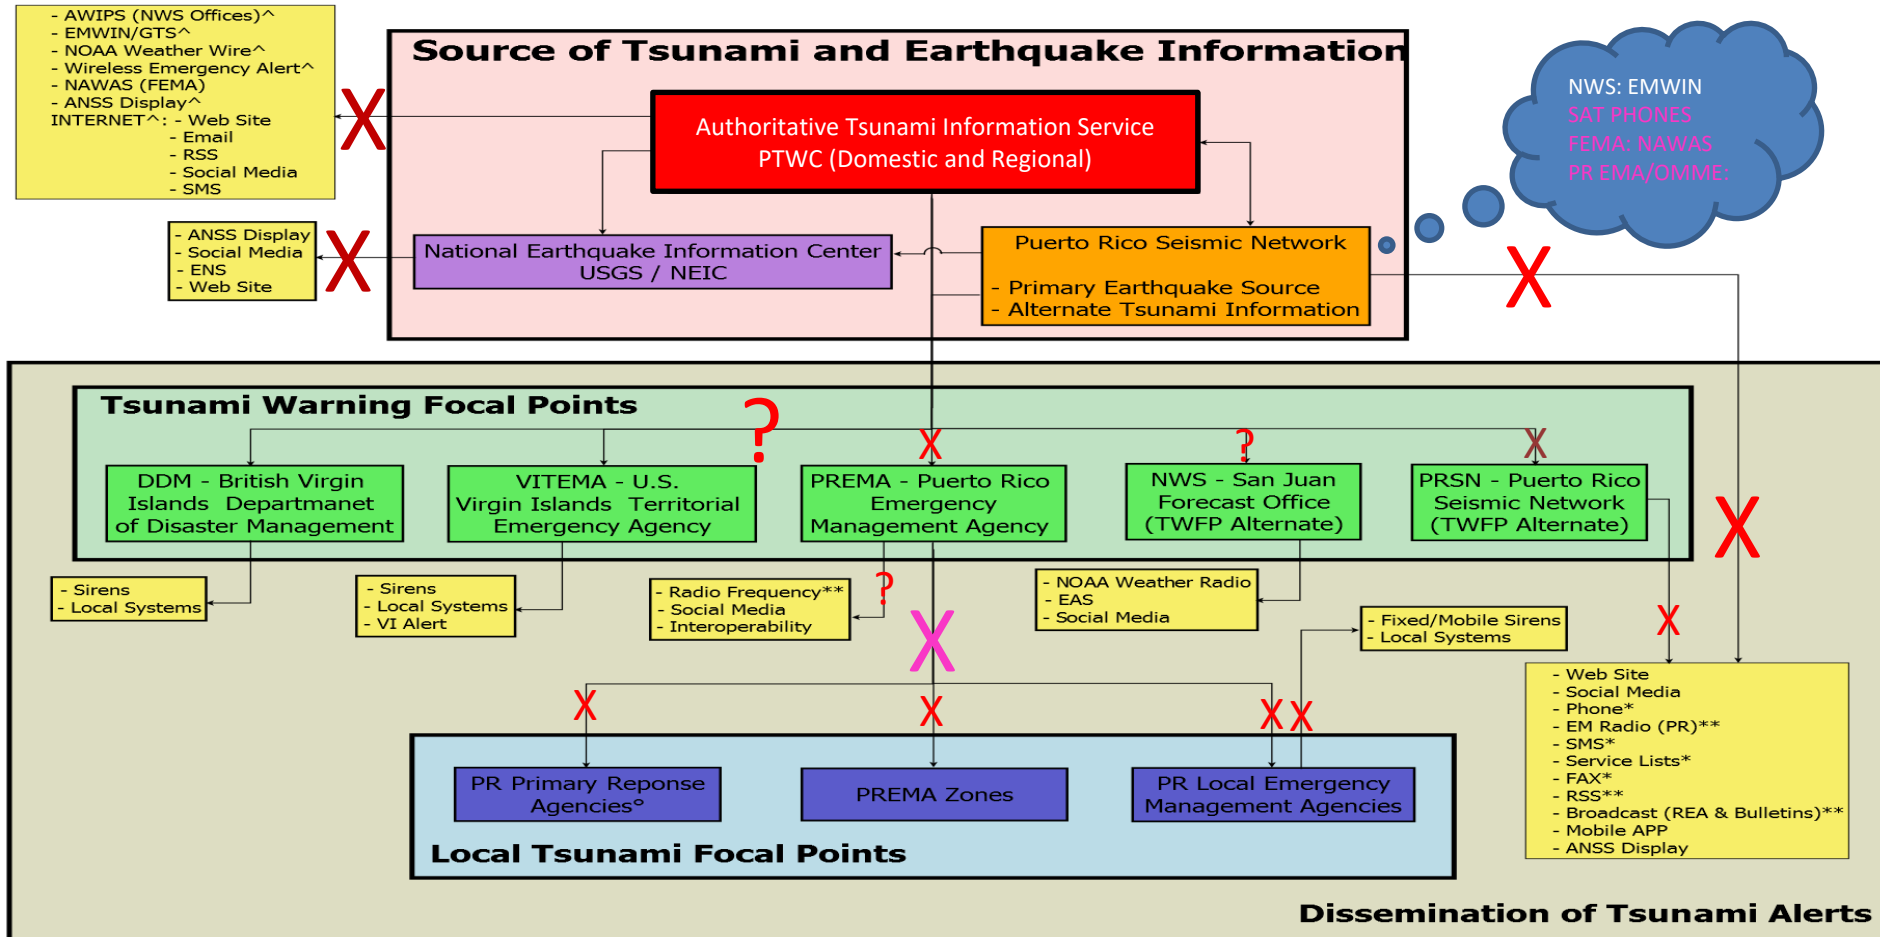 - AWIPS (NWS Offices)^
- EMWIN/GTS^
- NOAA Weather Wire^
- Wireless Emergency Alert^
- NAWAS (FEMA)
- ANSS Display^
INTERNET^: - Web Site
- Email
- RSS
- Social Media
- SMS
X
Source of Tsunami and Earthquake Information
Authoritative Tsunami Information Service
PTWC (Domestic and Regional)
NWS: EMWIN
SAT PHONES
FEMA: NAWAS
PR EMA/OMME:
- ANSS Display
- Social Media
- ENS
- Web Site
X
National Earthquake Information Center
USGS / NEIC
Puerto Rico Seismic Network
- Primary Earthquake Source
- Alternate Tsunami Information
X
Tsunami Warning Focal Points
?
X
?
X
DDM - British Virgin
Islands Departmanet
of Disaster Management
VITEMA - U.S.
Virgin Islands Territorial
Emergency Agency
PREMA - Puerto Rico
Emergency
Management Agency
NWS - San Juan
Forecast Office
(TWFP Alternate)
PRSN - Puerto Rico
Seismic Network
(TWFP Alternate)
X
- Sirens
- Local Systems
- Sirens
- Local Systems
- VI Alert
- Radio Frequency**
- Social Media
- Interoperability
?
X
- NOAA Weather Radio
- EAS
- Social Media
- Fixed/Mobile Sirens
- Local Systems
X
X
X
X
X
- Web Site
- Social Media
- Phone*
- EM Radio (PR)**
- SMS*
- Service Lists*
- FAX*
- RSS**
- Broadcast (REA & Bulletins)**
- Mobile APP
- ANSS Display
PR Primary Reponse
Agencies°
PREMA Zones
PR Local Emergency
Management Agencies
Local Tsunami Focal Points
Dissemination of Tsunami Alerts